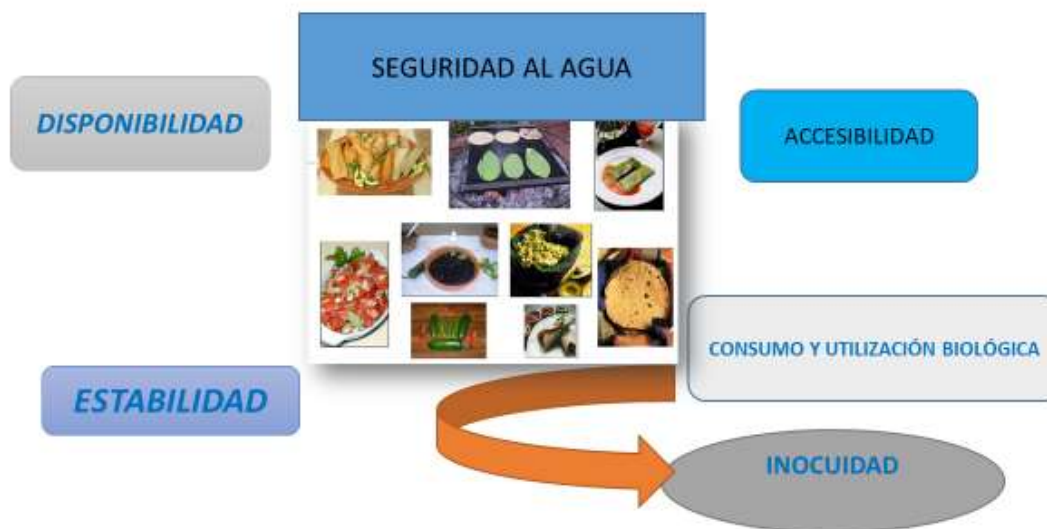 SEGURIDAD AL AGUA
DISPONIBILIDAD
ACCESIBILIDAD
CONSUMO Y UTILIZACIÓN BIOLÓGICA
ESTABILIDAD
INOCUIDAD